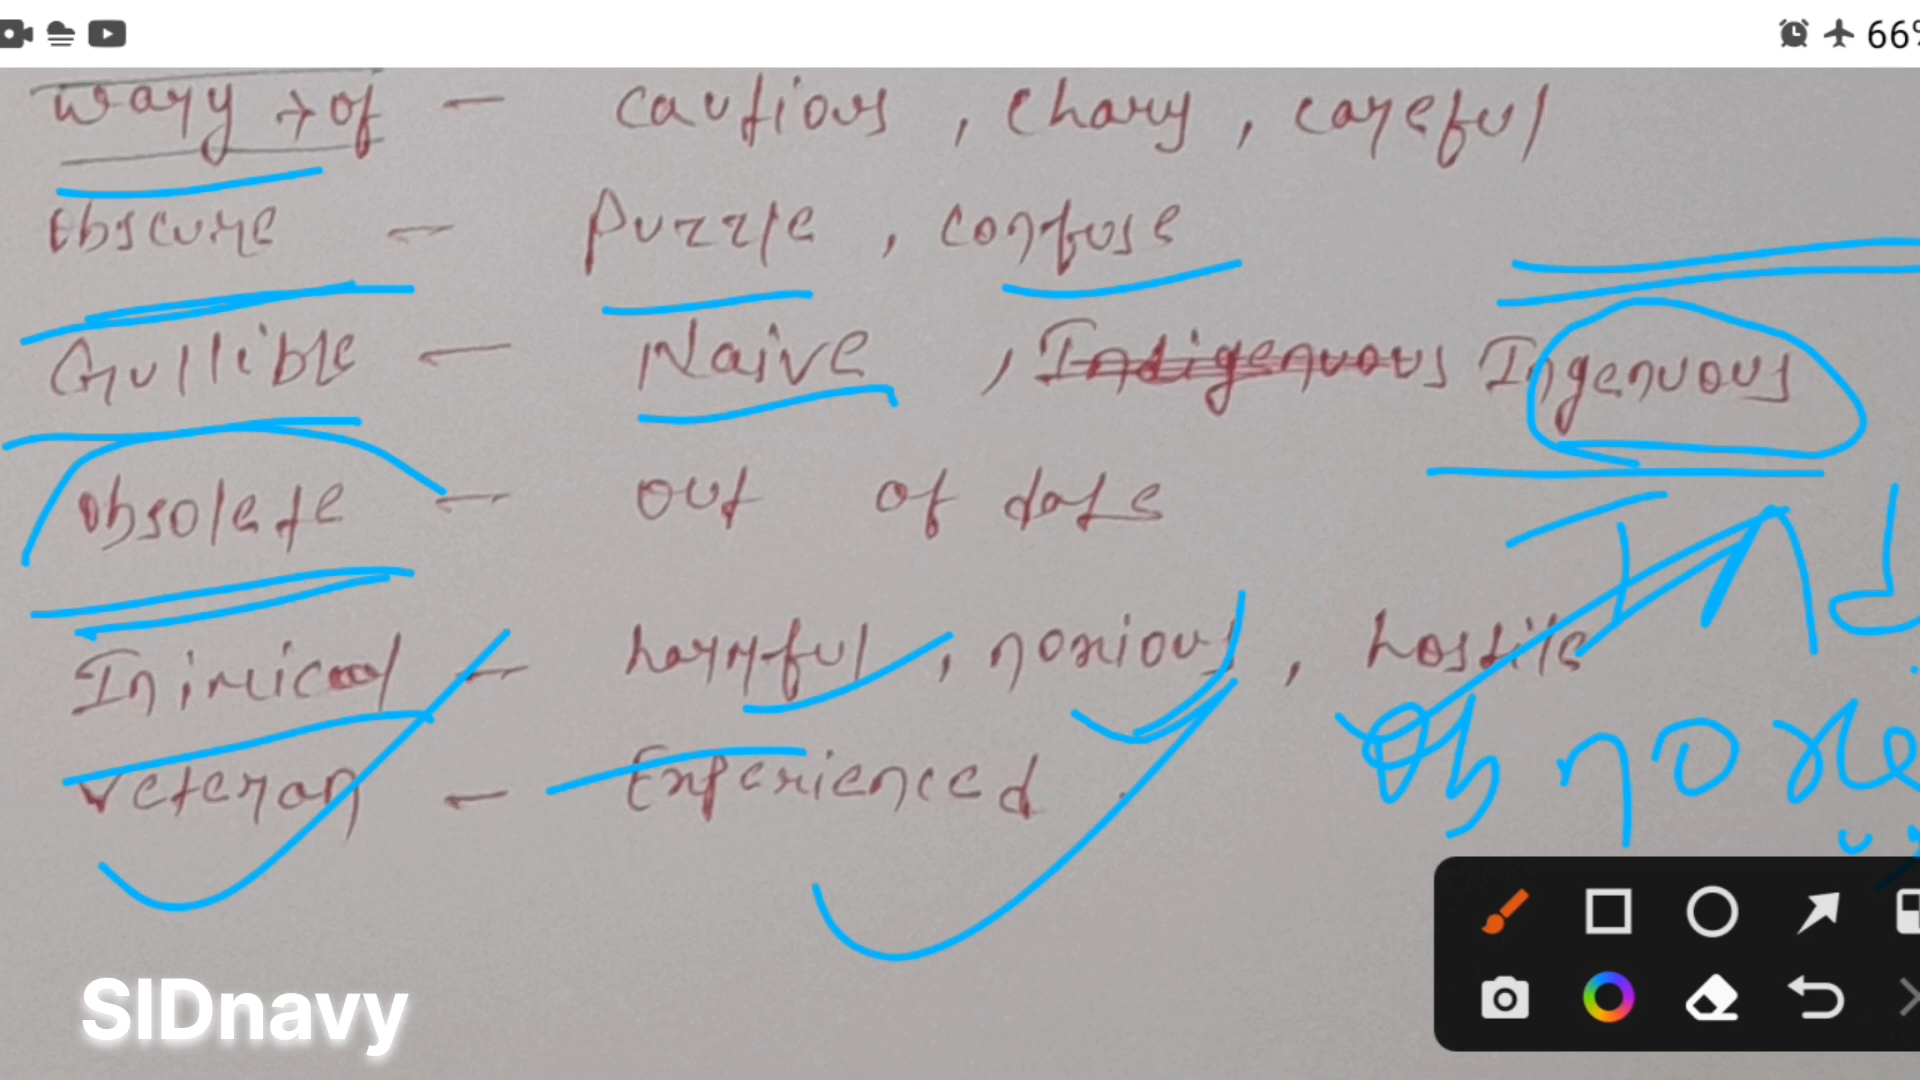 66%
Wary → of - cautious, chary, careful
Obscure - Puzzle, confuse
Gullible - Naive, Indigenuous Ingenuous
Obsolete - out of date
Inimical - harmful, noxious, hostile
Veteran - Experienced.
SIDnavy